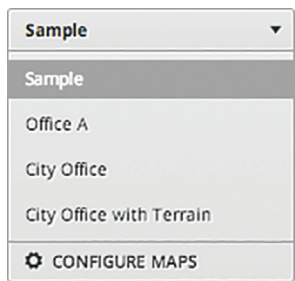 Sample
Sample
Office A
City Office
City Office with Terrain
CONFIGURE MAPS